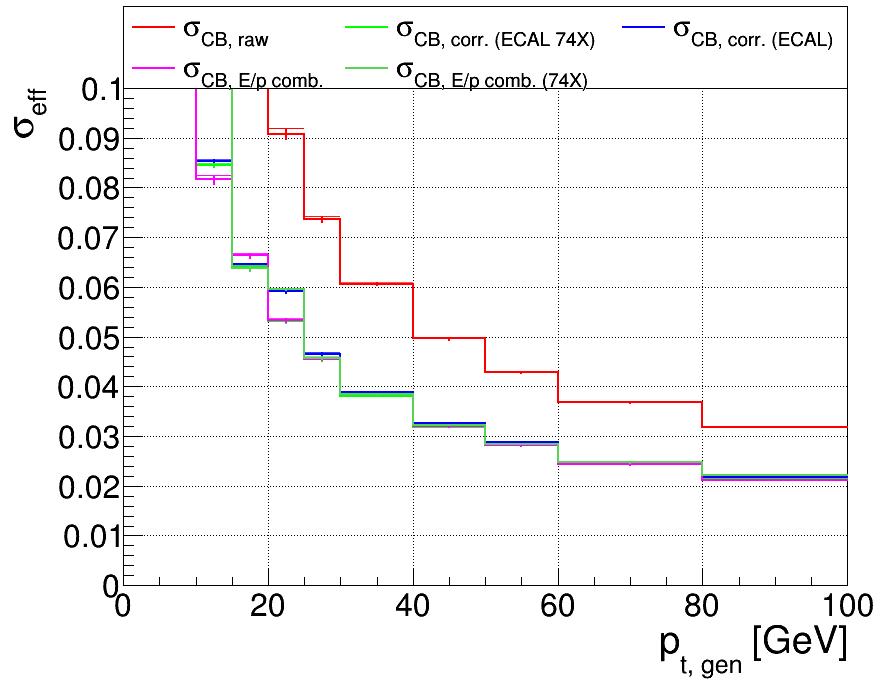 σCB, raw σCB, corr. (ECAL 74X) σCB, corr. (ECAL)
σCB, E/p comb. σCB, E/p comb. (74X)
σeff
0.1
0.09
0.08
0.07
0.06
0.05
0.04
0.03
0.02
0.01
0
0 20 40 60 80 100
pt, gen [GeV]